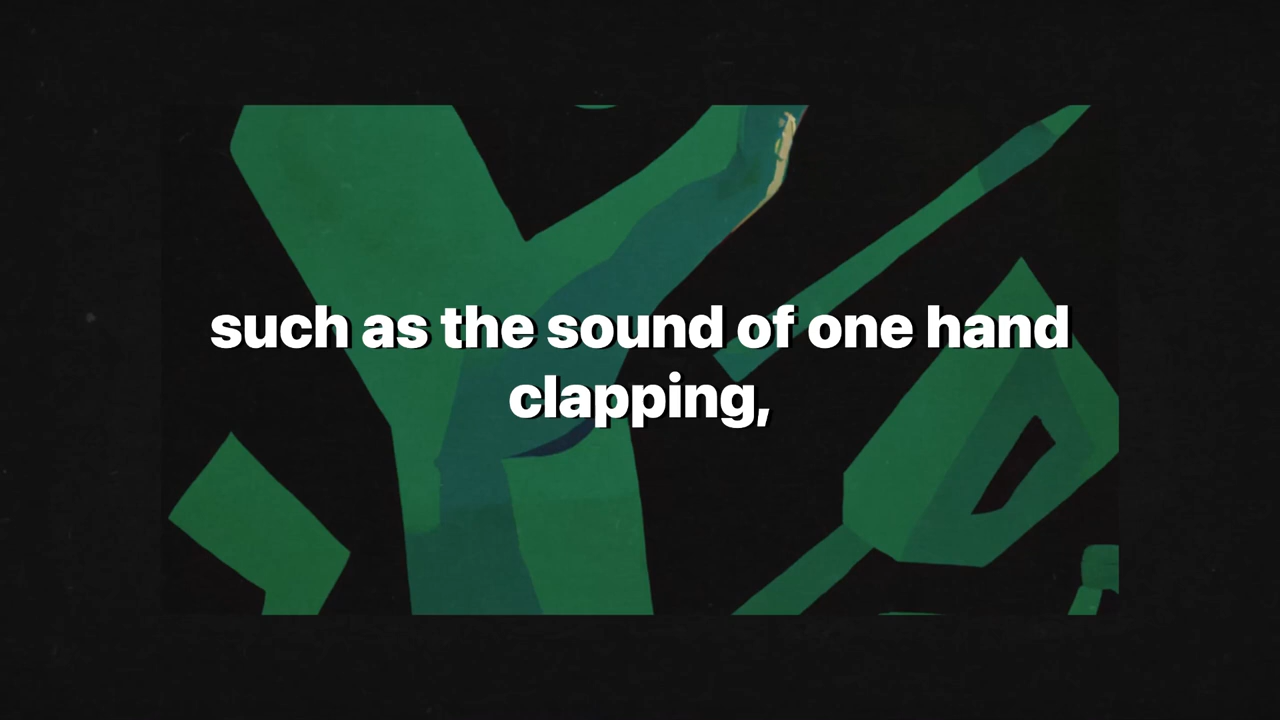 such as the sound of one hand
clapping,